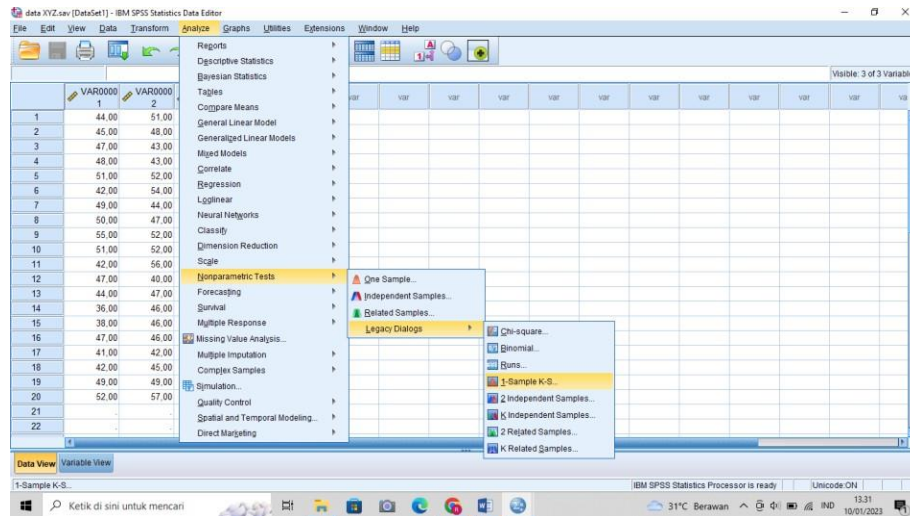 data XYZ.sav [DataSet1] - IBM SPSS Statistics Data Editor
File Edit View Data Transform Analyze Graphs Utilities Extensions Window Help
Visible: 3 of 3 Variabl
VAR0000 1 VAR0000 2 var var var var var var var var var var var va
1 44,00 51,00
2 45,00 48,00
3 47,00 43,00
4 48,00 43,00
5 51,00 52,00
6 42,00 54,00
7 49,00 44,00
8 50,00 47,00
9 55,00 52,00
10 51,00 52,00
11 42,00 56,00
12 47,00 40,00
13 44,00 47,00
14 36,00 46,00
15 38,00 46,00
16 47,00 46,00
17 41,00 42,00
18 42,00 45,00
19 49,00 49,00
20 52,00 57,00
21
22
Reports
Descriptive Statistics
Bayesian Statistics
Tables
Compare Means
General Linear Model
Generalized Linear Models
Mixed Models
Correlate
Regression
Loglinear
Neural Networks
Classify
Dimension Reduction
Scale
Nonparametric Tests
Forecasting
Survival
Multiple Response
Missing Value Analysis...
Multiple Imputation
Complex Samples
Simulation...
Quality Control
Spatial and Temporal Modeling...
Direct Marketing
One Sample...
Independent Samples...
Related Samples...
Legacy Dialogs
Chi-square...
Binomial...
Runs...
1-Sample K-S...
2 Independent Samples...
K Independent Samples...
2 Related Samples...
K Related Samples...
Data View Variable View
1-Sample K-S... IBM SPSS Statistics Processor is ready Unicode:ON
Ketik di sini untuk mencari 31°C Berawan IND 13.31
10/01/2023